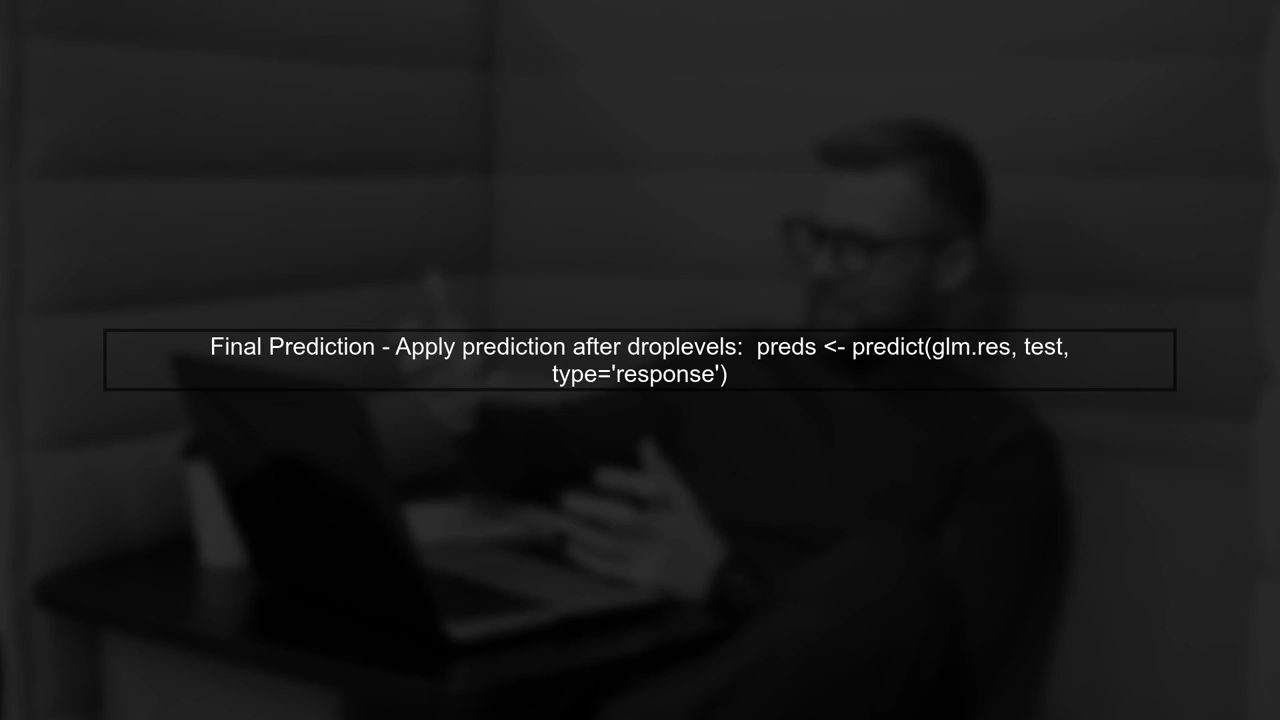 Final Prediction - Apply prediction after droplevels:  preds <- predict(glm.res, test,
type='response')